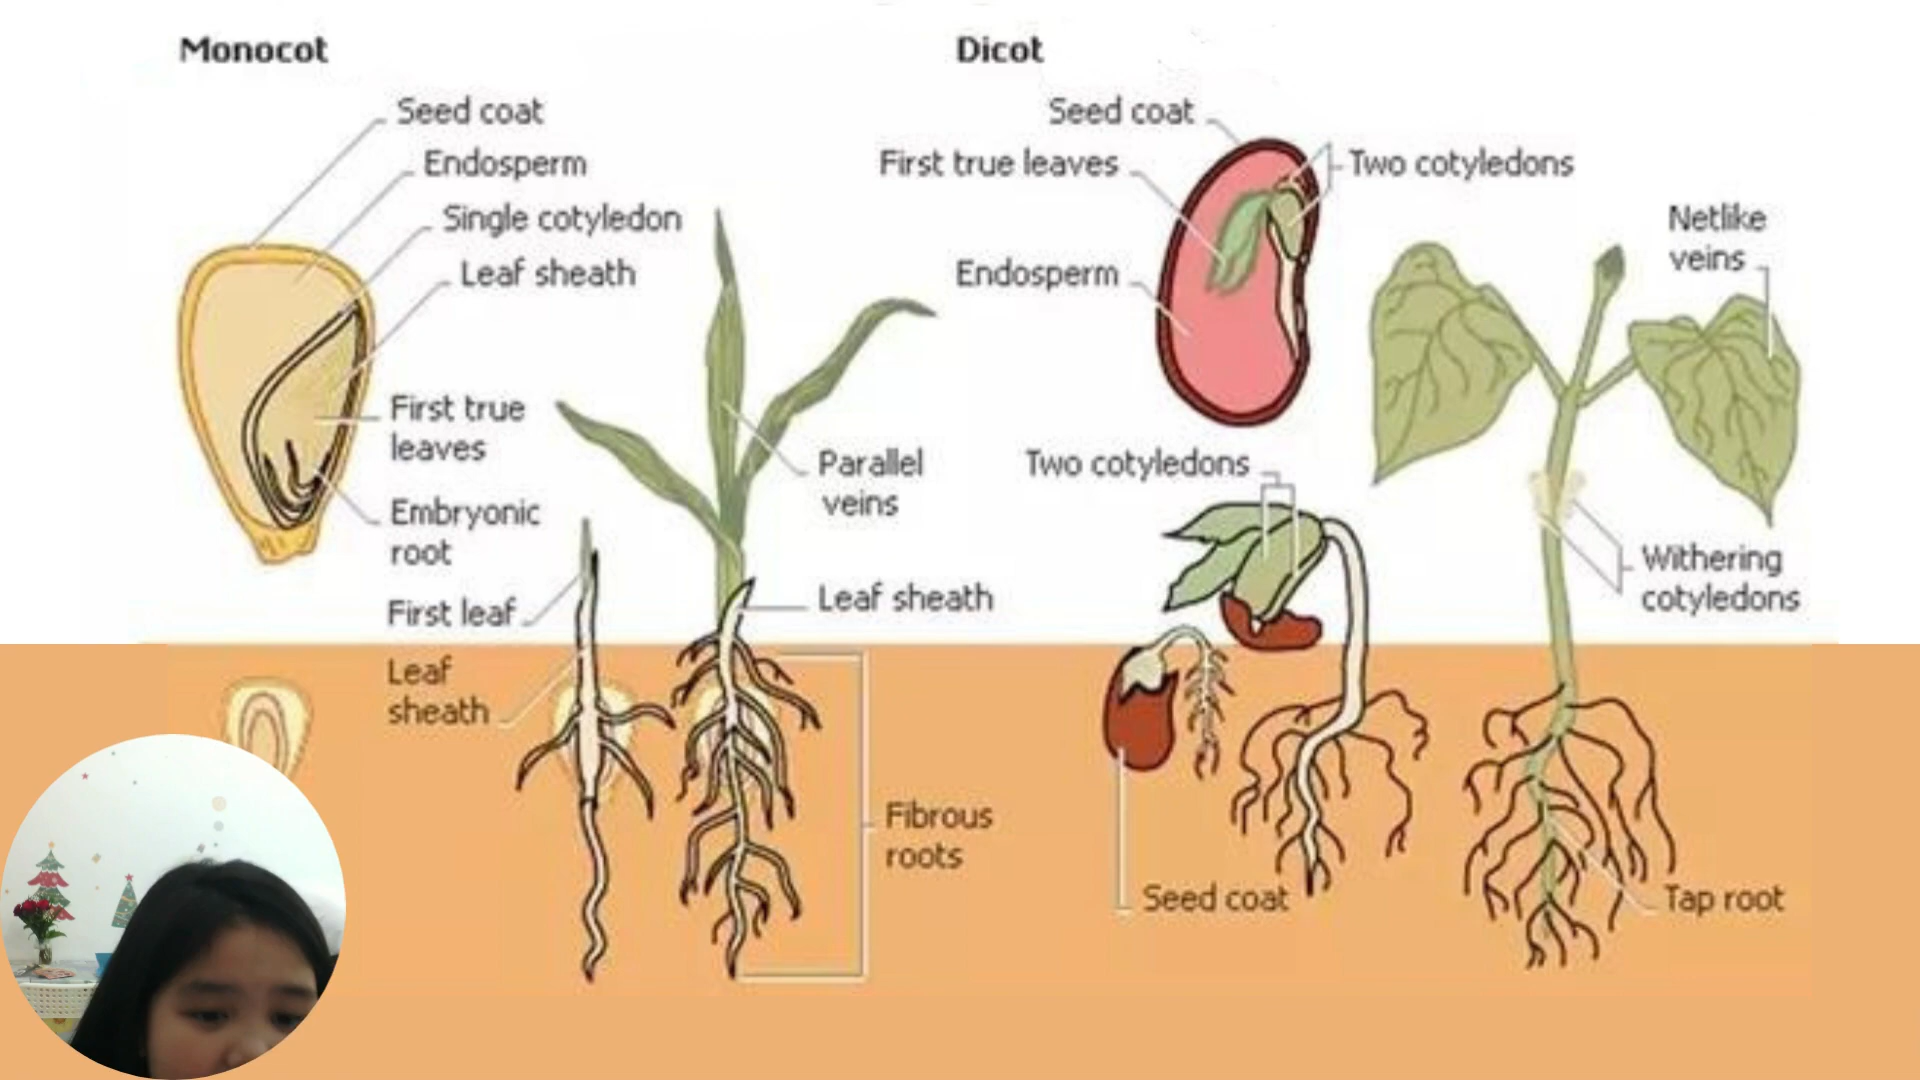 Monocot
Seed coat
Endosperm
Single cotyledon
Leaf sheath
First true
leaves
Embryonic
root
First leaf
Leaf
sheath
Parallel
veins
Leaf sheath
Fibrous
roots
Dicot
Seed coat
First true leaves
Two cotyledons
Endosperm
Netlike
veins
Two cotyledons
Withering
cotyledons
Seed coat
Tap root